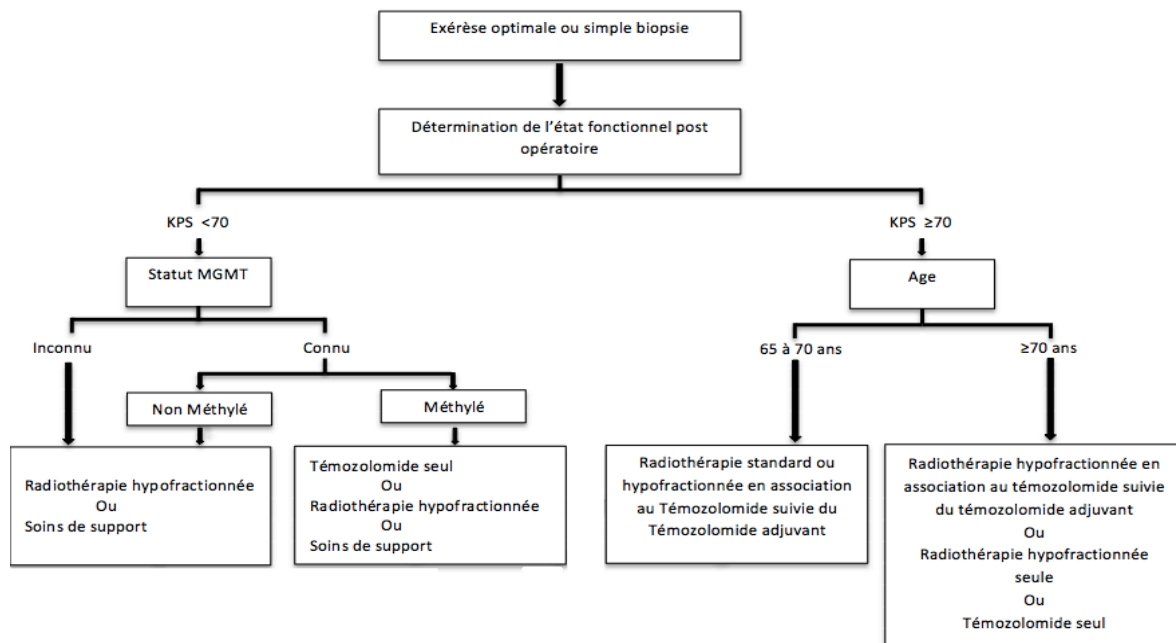 Exérèse optimale ou simple biopsie
Détermination de l'état fonctionnel post
opératoire
KPS <70
KPS ≥70
Statut MGMT
Age
Inconnu
Connu
65 à 70 ans
≥70 ans
Non Méthylé
Méthylé
Radiothérapie hypofractionnée
Ou
Soins de support
Témozolomide seul
Ou
Radiothérapie hypofractionnée
Ou
Soins de support
Radiothérapie standard ou
hypofractionnée en association
au Témozolomide suivie du
Témozolomide adjuvant
Radiothérapie hypofractionnée en
association au témozolomide suivie
du témozolomide adjuvant
Ou
Radiothérapie hypofractionnée
seule
Ou
Témozolomide seul